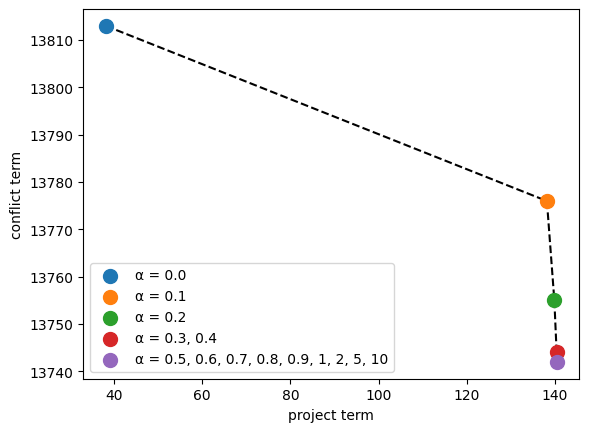 13810
13800
13790
13780
13770
13760
13750
13740
conflict term
α = 0.0
α = 0.1
α = 0.2
α = 0.3, 0.4
α = 0.5, 0.6, 0.7, 0.8, 0.9, 1, 2, 5, 10
40 60 80 100 120 140
project term